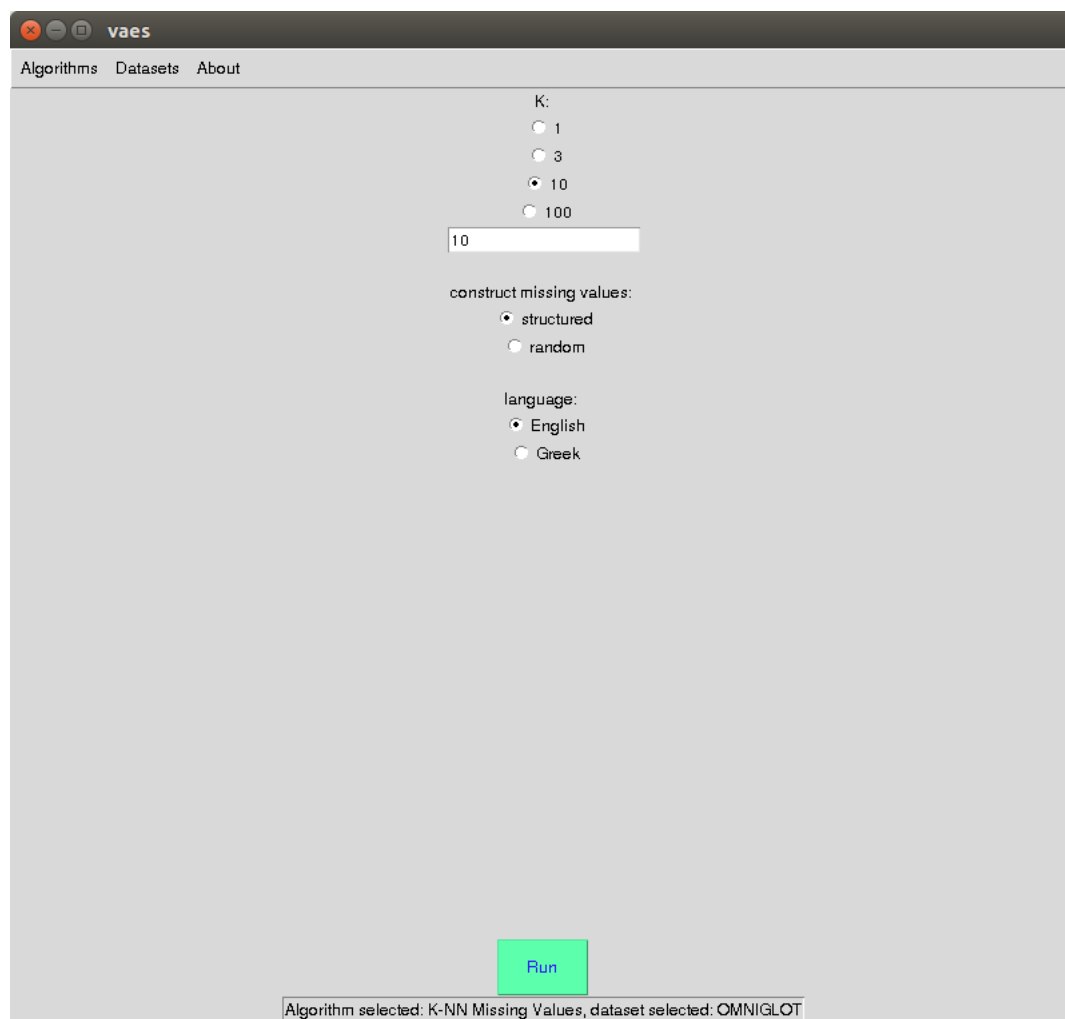 vaes
Algorithms Datasets About
K:
1
3
10
100
10
construct missing values:
structured
random
language:
English
Greek
Run
Algorithm selected: K-NN Missing Values, dataset selected: OMNIGLOT